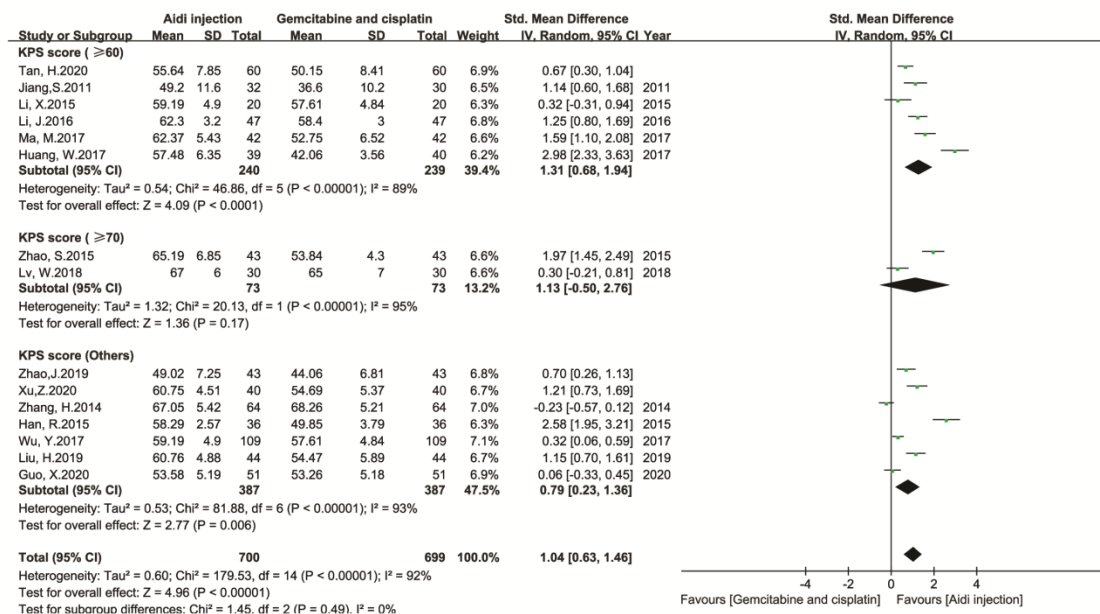 Aidi injection Gemcitabine and cisplatin Std. Mean Difference Std. Mean Difference
Study or Subgroup Mean SD Total Mean SD Total Weight IV, Random, 95% CI Year IV, Random, 95% CI
KPS score ( ≥60)
Tan, H.2020 55.64 7.85 60 50.15 8.41 60 6.9% 0.67 [0.30, 1.04]
Jiang,S.2011 49.2 11.6 32 36.6 10.2 30 6.5% 1.14 [0.60, 1.68] 2011
Li, X.2015 59.19 4.9 20 57.61 4.84 20 6.3% 0.32 [-0.31, 0.94] 2015
Li, J.2016 62.3 3.2 47 58.4 3 47 6.7% 1.25 [0.80, 1.69] 2016
Ma, M.2017 62.37 5.43 42 52.75 6.52 42 6.6% 1.59 [1.10, 2.08] 2017
Huang, W.2017 57.48 6.35 39 42.06 3.56 40 6.2% 2.98 [2.33, 3.63] 2017
Subtotal (95% CI) 240 239 39.4% 1.31 [0.68, 1.94]
Heterogeneity: Tau² = 0.54; Chi² = 46.86, df = 5 (P < 0.00001); I² = 89%
Test for overall effect: Z = 4.09 (P < 0.0001)
KPS score ( ≥70)
Zhao, S.2015 65.19 6.85 43 53.84 4.3 43 6.6% 1.97 [1.45, 2.49] 2015
Lv, W.2018 67 6 30 65 7 30 6.6% 0.30 [-0.21, 0.81] 2018
Subtotal (95% CI) 73 73 13.2% 1.13 [-0.50, 2.76]
Heterogeneity: Tau² = 1.32; Chi² = 20.13, df = 1 (P < 0.00001); I² = 95%
Test for overall effect: Z = 1.36 (P = 0.17)
KPS score (Others)
Zhao,J.2019 49.02 7.25 43 44.06 6.81 43 6.8% 0.70 [0.26, 1.13]
Xu,Z.2020 60.75 4.51 40 54.69 5.37 40 6.7% 1.21 [0.73, 1.69]
Zhang, H.2014 67.05 5.42 64 68.26 5.21 64 7.0% -0.23 [-0.57, 0.12] 2014
Han, R.2015 58.29 2.57 36 49.85 3.79 36 6.2% 2.58 [1.95, 3.21] 2015
Wu, Y.2017 59.19 4.9 109 57.61 4.84 109 7.1% 0.32 [0.06, 0.59] 2017
Liu, H.2019 60.76 4.88 44 54.47 5.89 44 6.7% 1.15 [0.70, 1.61] 2019
Guo, X.2020 53.58 5.19 51 53.26 5.18 51 6.9% 0.06 [-0.33, 0.45] 2020
Subtotal (95% CI) 387 387 47.5% 0.79 [0.23, 1.36]
Heterogeneity: Tau² = 0.53; Chi² = 81.88, df = 6 (P < 0.00001); I² = 93%
Test for overall effect: Z = 2.77 (P = 0.006)
Total (95% CI) 700 699 100.0% 1.04 [0.63, 1.46]
Heterogeneity: Tau² = 0.60; Chi² = 179.53, df = 14 (P < 0.00001); I² = 92%
Test for overall effect: Z = 4.96 (P < 0.00001)
Test for subgroup differences: Chi² = 1.45, df = 2 (P = 0.49), I² = 0%
-4 -2 0 2 4
Favours [Gemcitabine and cisplatin] Favours [Aidi injection]